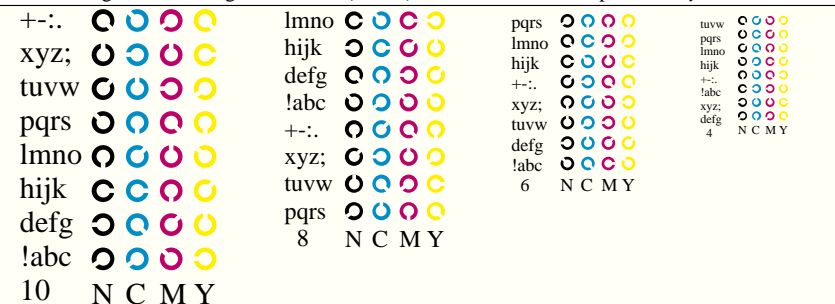 +-:.
xyz;
tuvw
pqrs
lmno
hijk
defg
!abc
10 N C M Y
lmno
hijk
defg
!abc
+-:.
xyz;
tuvw
pqrs
8 N C M Y
pqrs
lmno
hijk
+-:.
xyz;
tuvw
defg
!abc
6 N C M Y
tuvw
pqrs
lmno
hijk
+-:.
!abc
xyz;
defg
4 N C M Y